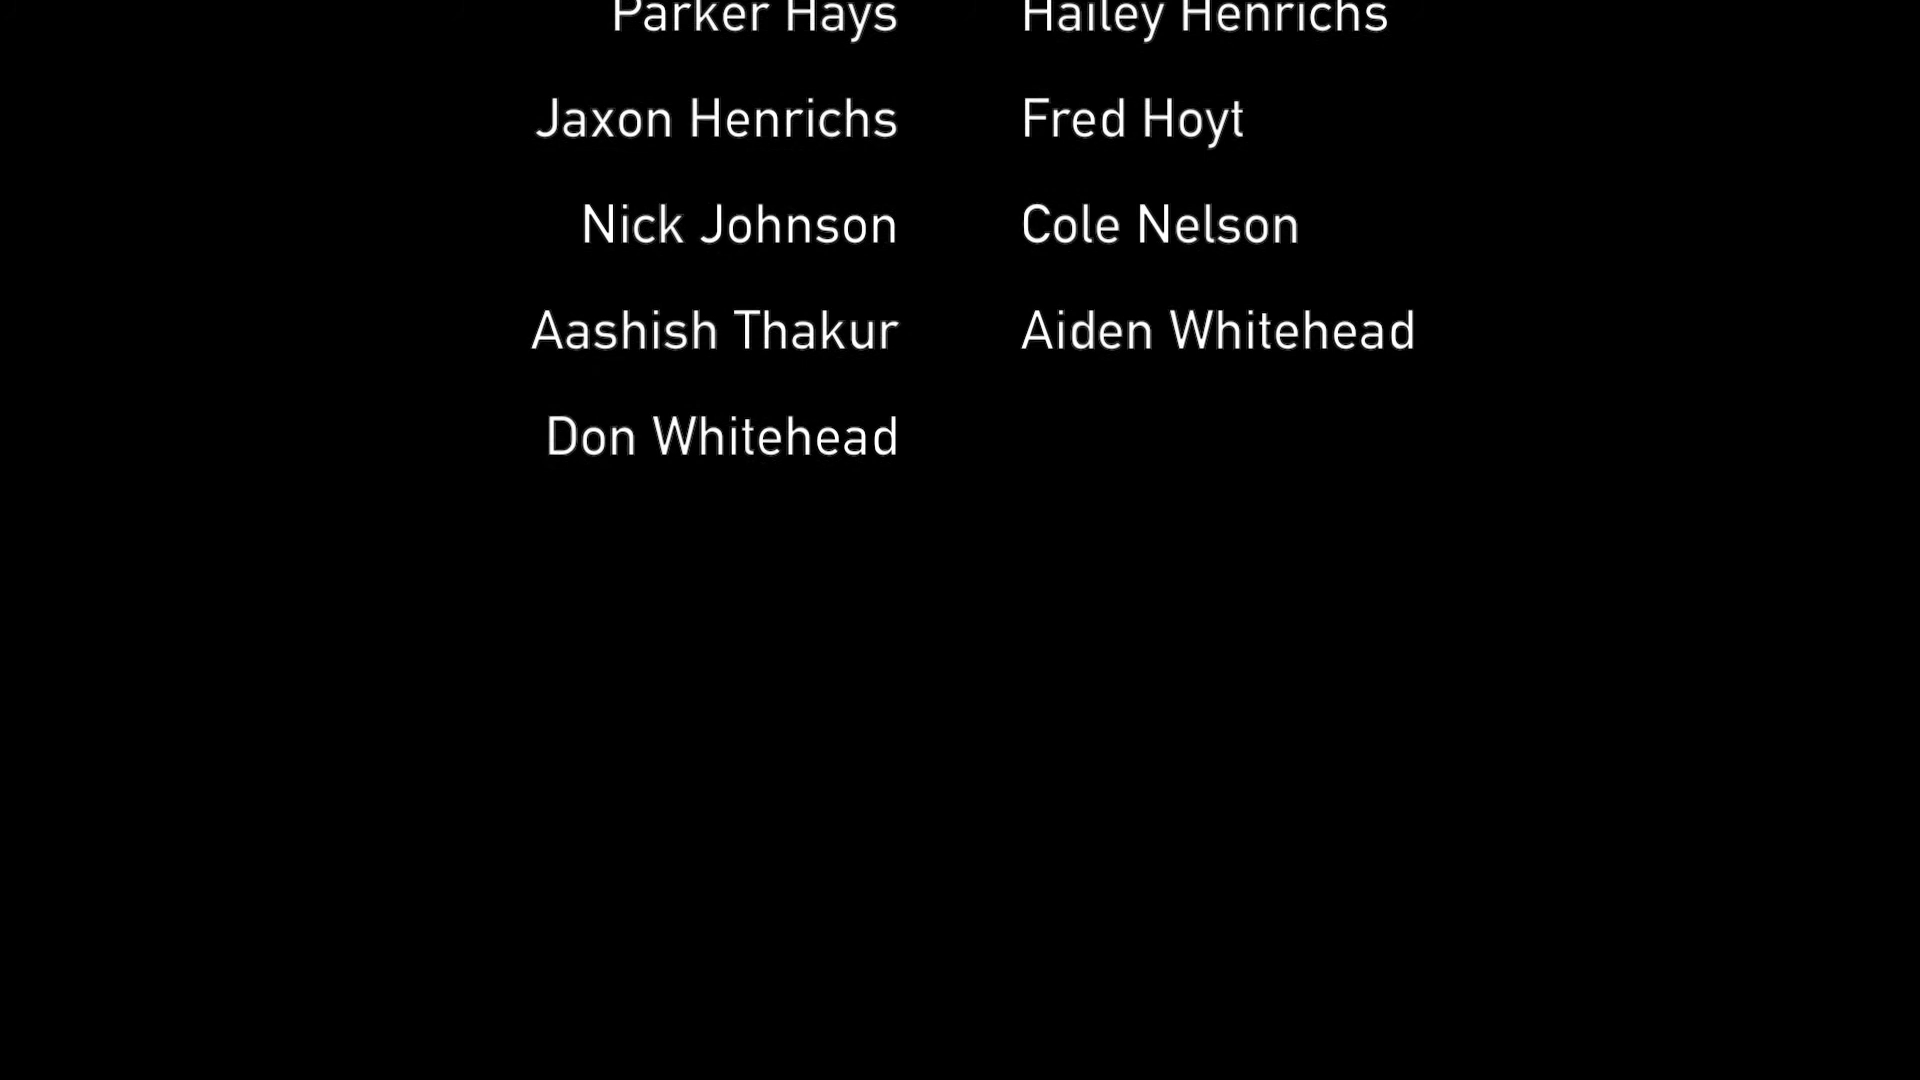 Parker Hays Hailey Henrichs
Jaxon Henrichs Fred Hoyt
Nick Johnson Cole Nelson
Aashish Thakur Aiden Whitehead
Don Whitehead